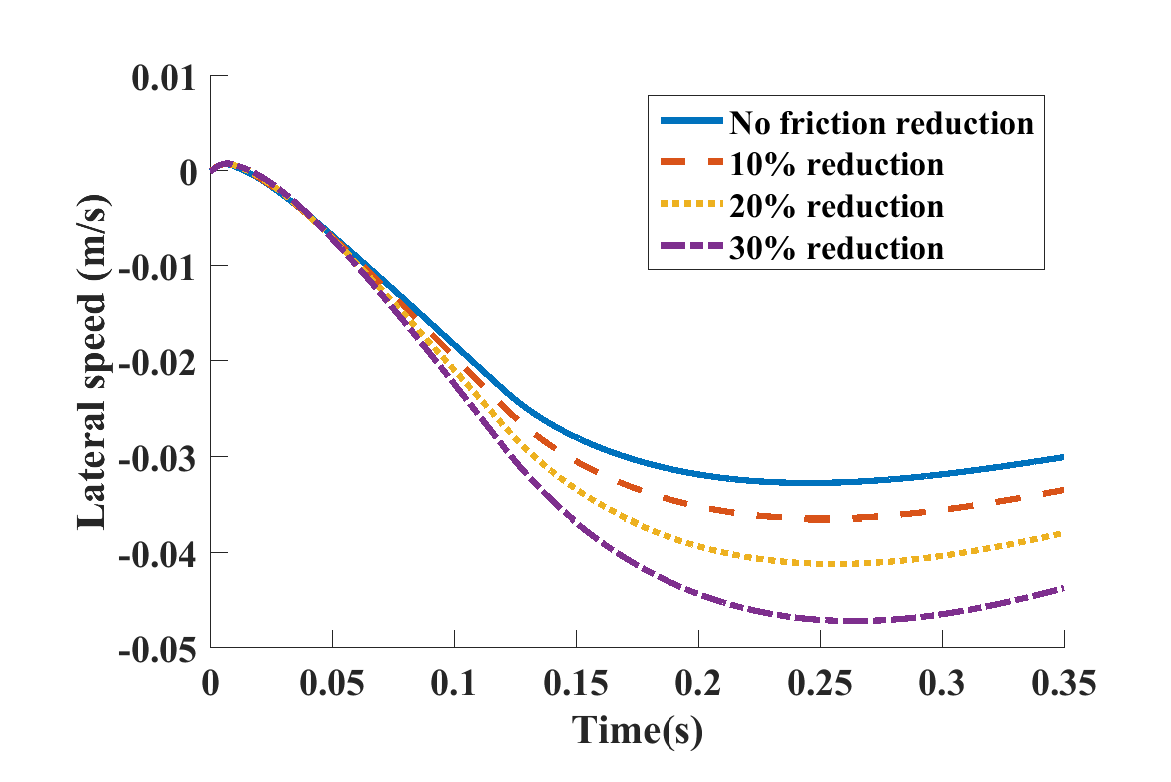 0.01
0
-0.01
-0.02
-0.03
-0.04
-0.05
Lateral speed (m/s)
No friction reduction
10% reduction
20% reduction
30% reduction
0 0.05 0.1 0.15 0.2 0.25 0.3 0.35
Time(s)